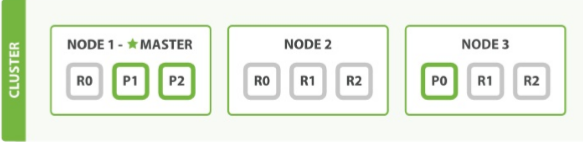 CLUSTER
NODE 1 - ★ MASTER
R0 P1 P2
NODE 2
R0 R1 R2
NODE 3
P0 R1 R2